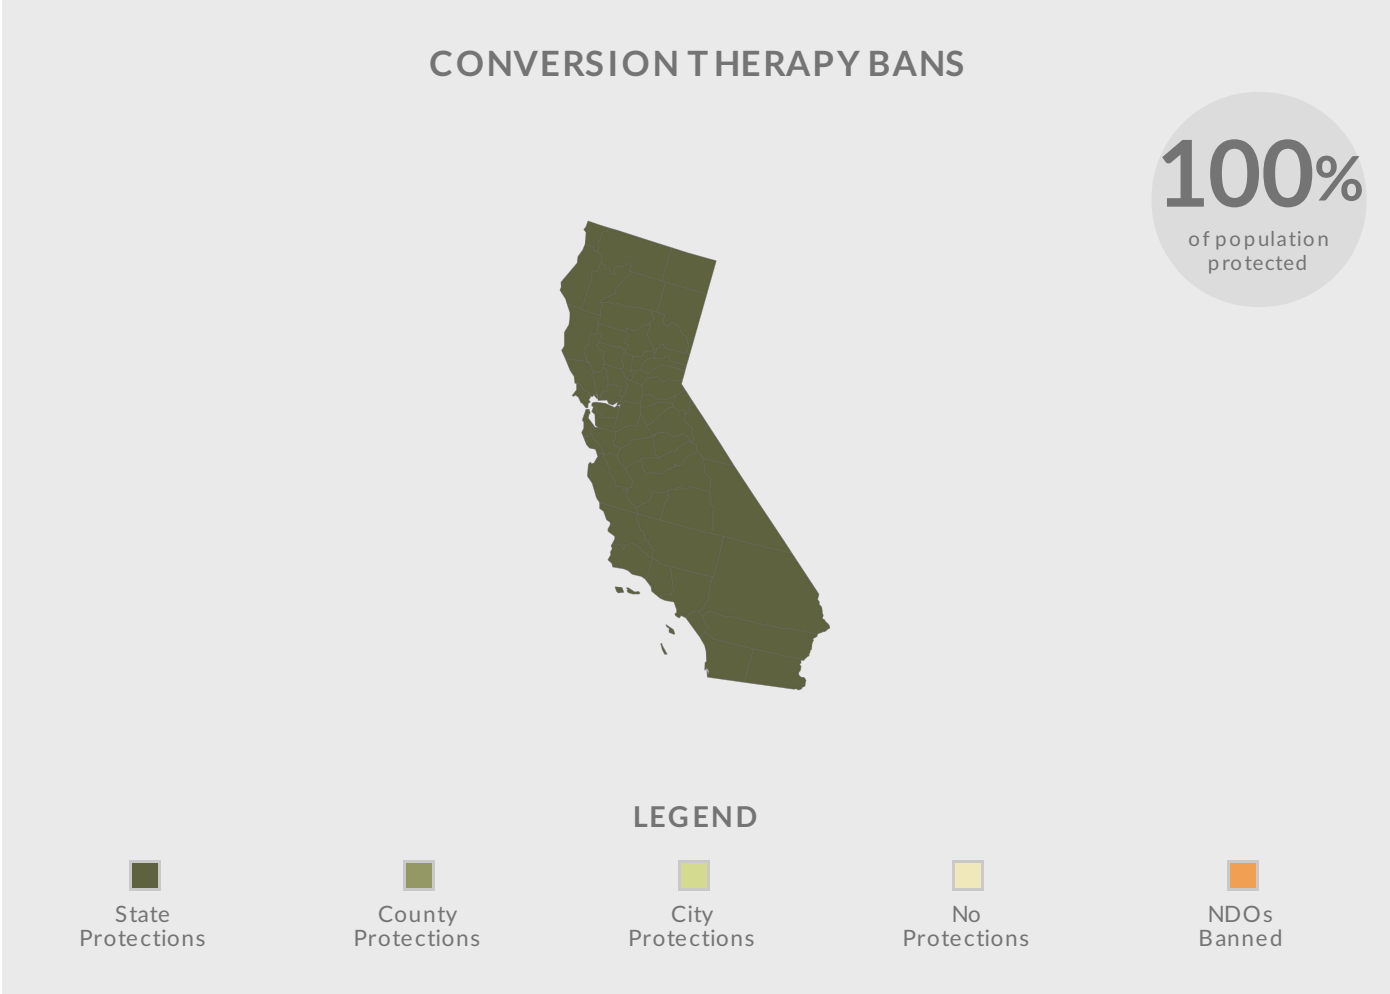 CONVERSION THERAPY BANS
100%
of population
protected
LEGEND
State
Protections
County
Protections
City
Protections
No
Protections
NDOs
Banned